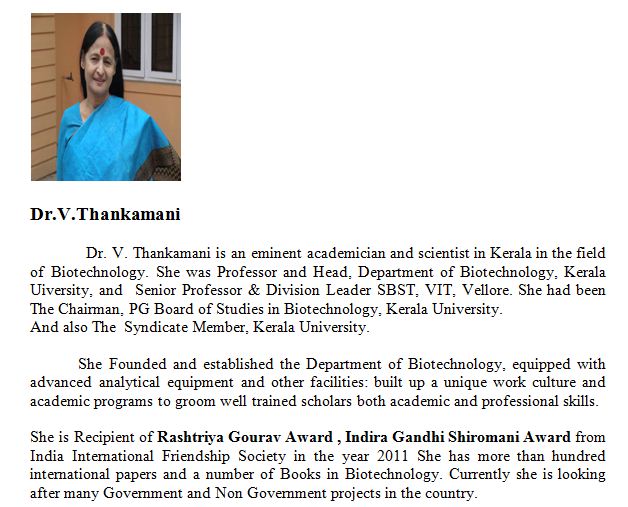 Dr.V.Thankamani
Dr. V. Thankamani is an eminent academician and scientist in Kerala in the field
of Biotechnology. She was Professor and Head, Department of Biotechnology, Kerala
Uiversity, and Senior Professor & Division Leader SBST, VIT, Vellore. She had been
The Chairman, PG Board of Studies in Biotechnology, Kerala University.
And also The Syndicate Member, Kerala University.
She Founded and established the Department of Biotechnology, equipped with
advanced analytical equipment and other facilities: built up a unique work culture and
academic programs to groom well trained scholars both academic and professional skills.
She is Recipient of Rashtriya Gourav Award , Indira Gandhi Shiromani Award from
India International Friendship Society in the year 2011 She has more than hundred
international papers and a number of Books in Biotechnology. Currently she is looking
after many Government and Non Government projects in the country.